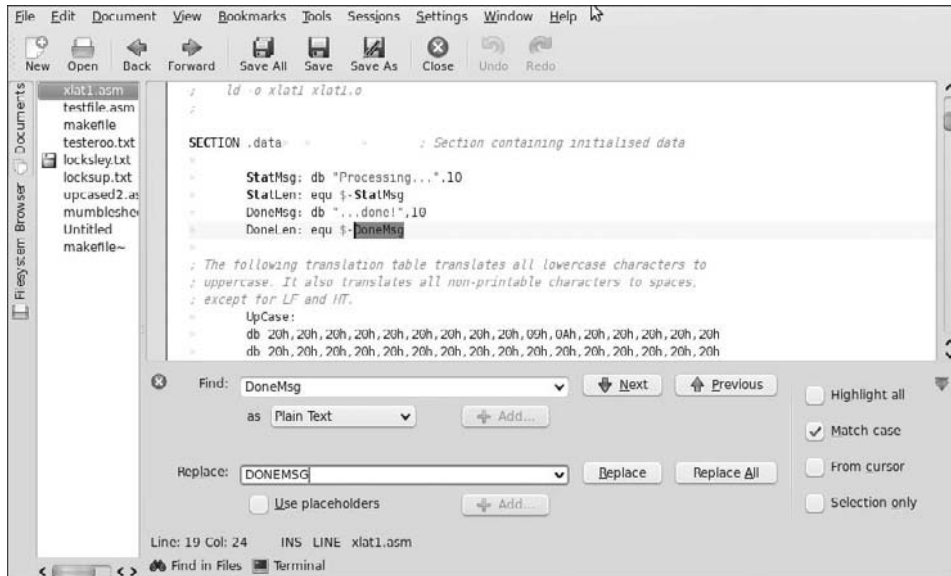 File Edit Document View Bookmarks Tools Sessions Settings Window Help
New Open Back Forward Save All Save Save As Close Undo Redo
Documents
Filesystem Browser
xlat1.asm
testfile.asm
makefile
testeroo.txt
locksley.txt
locksup.txt
upcased2.as
mumbleshe
Untitled
makefile~
; ld -o xlat1 xlat1.o
;
SECTION .data ; Section containing initialised data
StatMsg: db "Processing...",10
StatLen: equ $-StatMsg
DoneMsg: db "...done!",10
DoneLen: equ $-DoneMsg
; The following translation table translates all lowercase characters to
; uppercase. It also translates all non-printable characters to spaces,
; except for LF and HT.
UpCase:
db 20h,20h,20h,20h,20h,20h,20h,20h,20h,09h,0Ah,20h,20h,20h,20h,20h
db 20h,20h,20h,20h,20h,20h,20h,20h,20h,20h,20h,20h,20h,20h,20h,20h
Find: DoneMsg Next Previous
as Plain Text Add...
Replace: DONEMSG Replace Replace All
Use placeholders Add...
Highlight all
Match case
From cursor
Selection only
Line: 19 Col: 24 INS LINE xlat1.asm
Find in Files Terminal